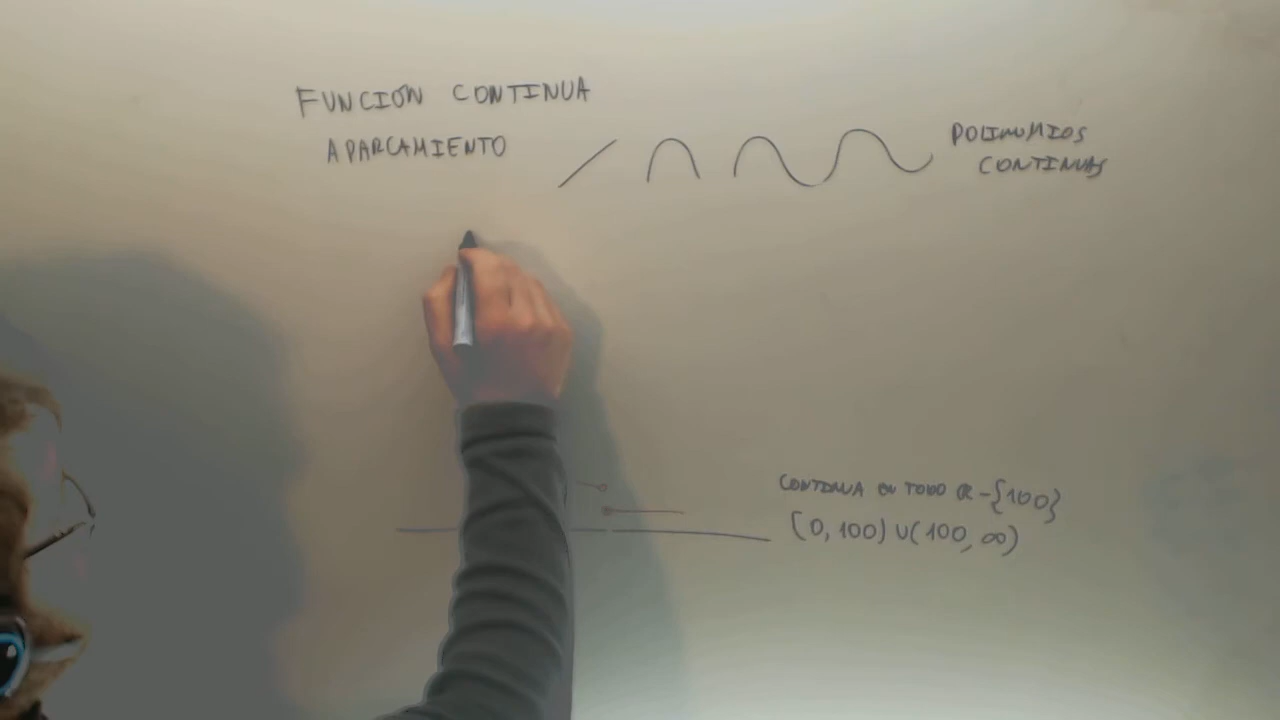 FUNCIÓN CONTINUA
APARCAMIENTO
POLINOMIOS
CONTINUAS
CONTINUA EN TODO R-{100}
(0,100) U (100, ∞)